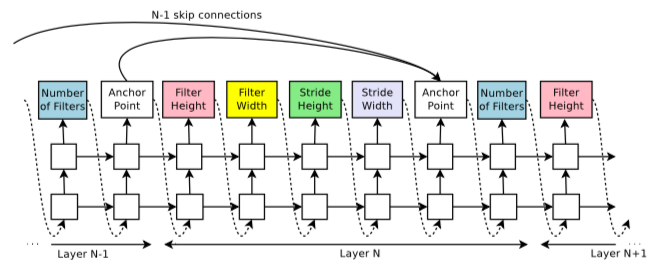 N-1 skip connections
Number
of Filters
Anchor
Point
Filter
Height
Filter
Width
Stride
Height
Stride
Width
Anchor
Point
Number
of Filters
Filter
Height
...
Layer N-1
Layer N
Layer N+1
...